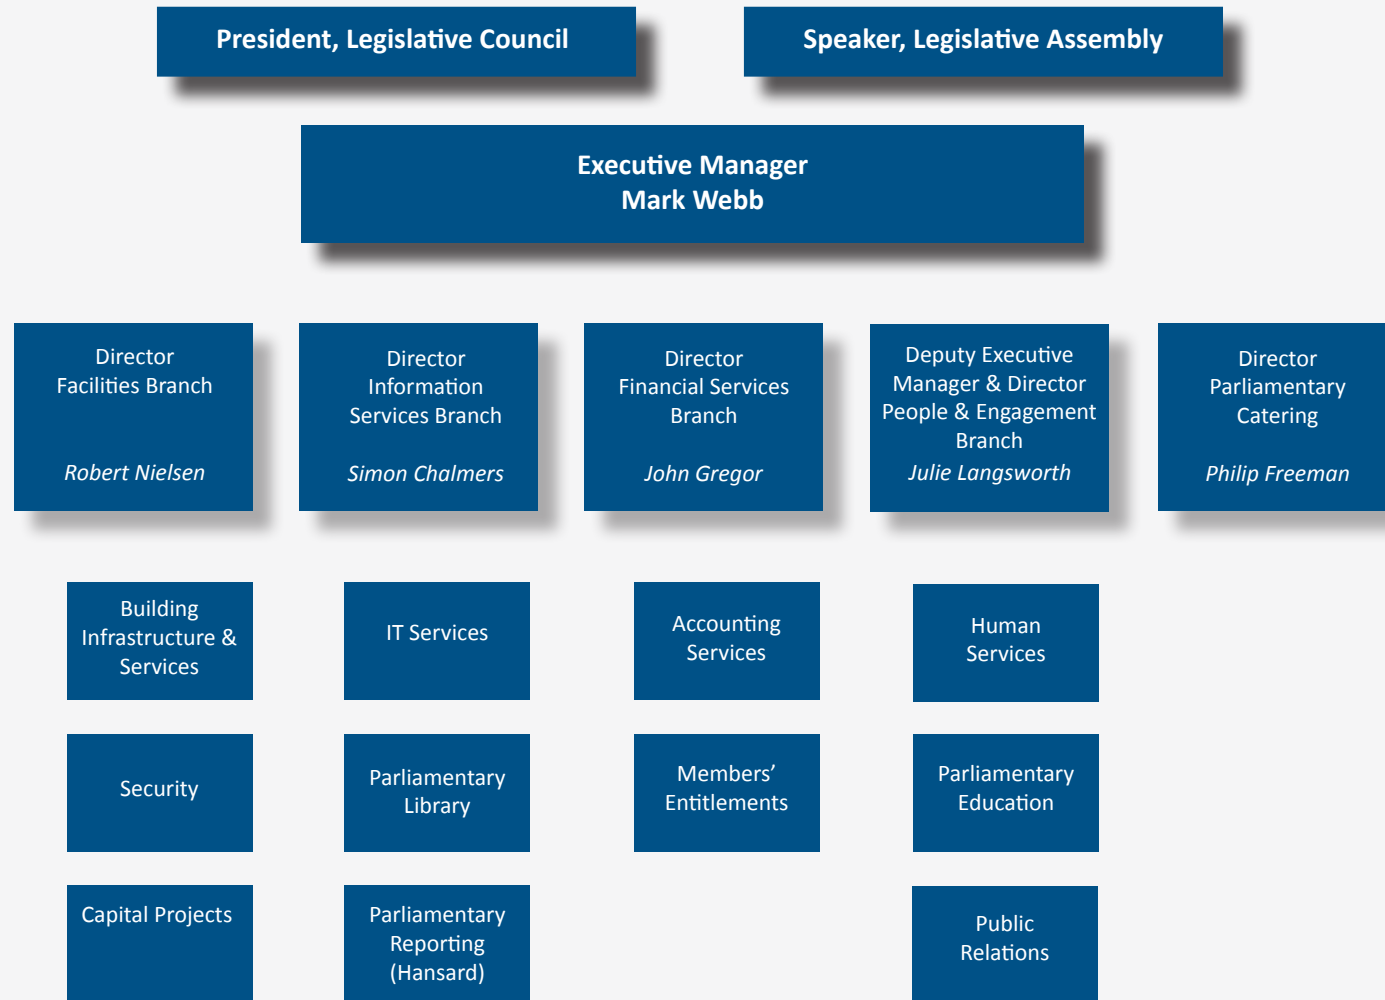 President, Legislative Council
Speaker, Legislative Assembly
Executive Manager
Mark Webb
Director
Facilities Branch
Robert Nielsen
Director
Information
Services Branch
Simon Chalmers
Director
Financial Services
Branch
John Gregor
Deputy Executive
Manager & Director
People & Engagement
Branch
Julie Langsworth
Director
Parliamentary
Catering
Philip Freeman
Building
Infrastructure &
Services
IT Services
Accounting
Services
Human
Services
Security
Parliamentary
Library
Members’
Entitlements
Parliamentary
Education
Capital Projects
Parliamentary
Reporting
(Hansard)
Public
Relations